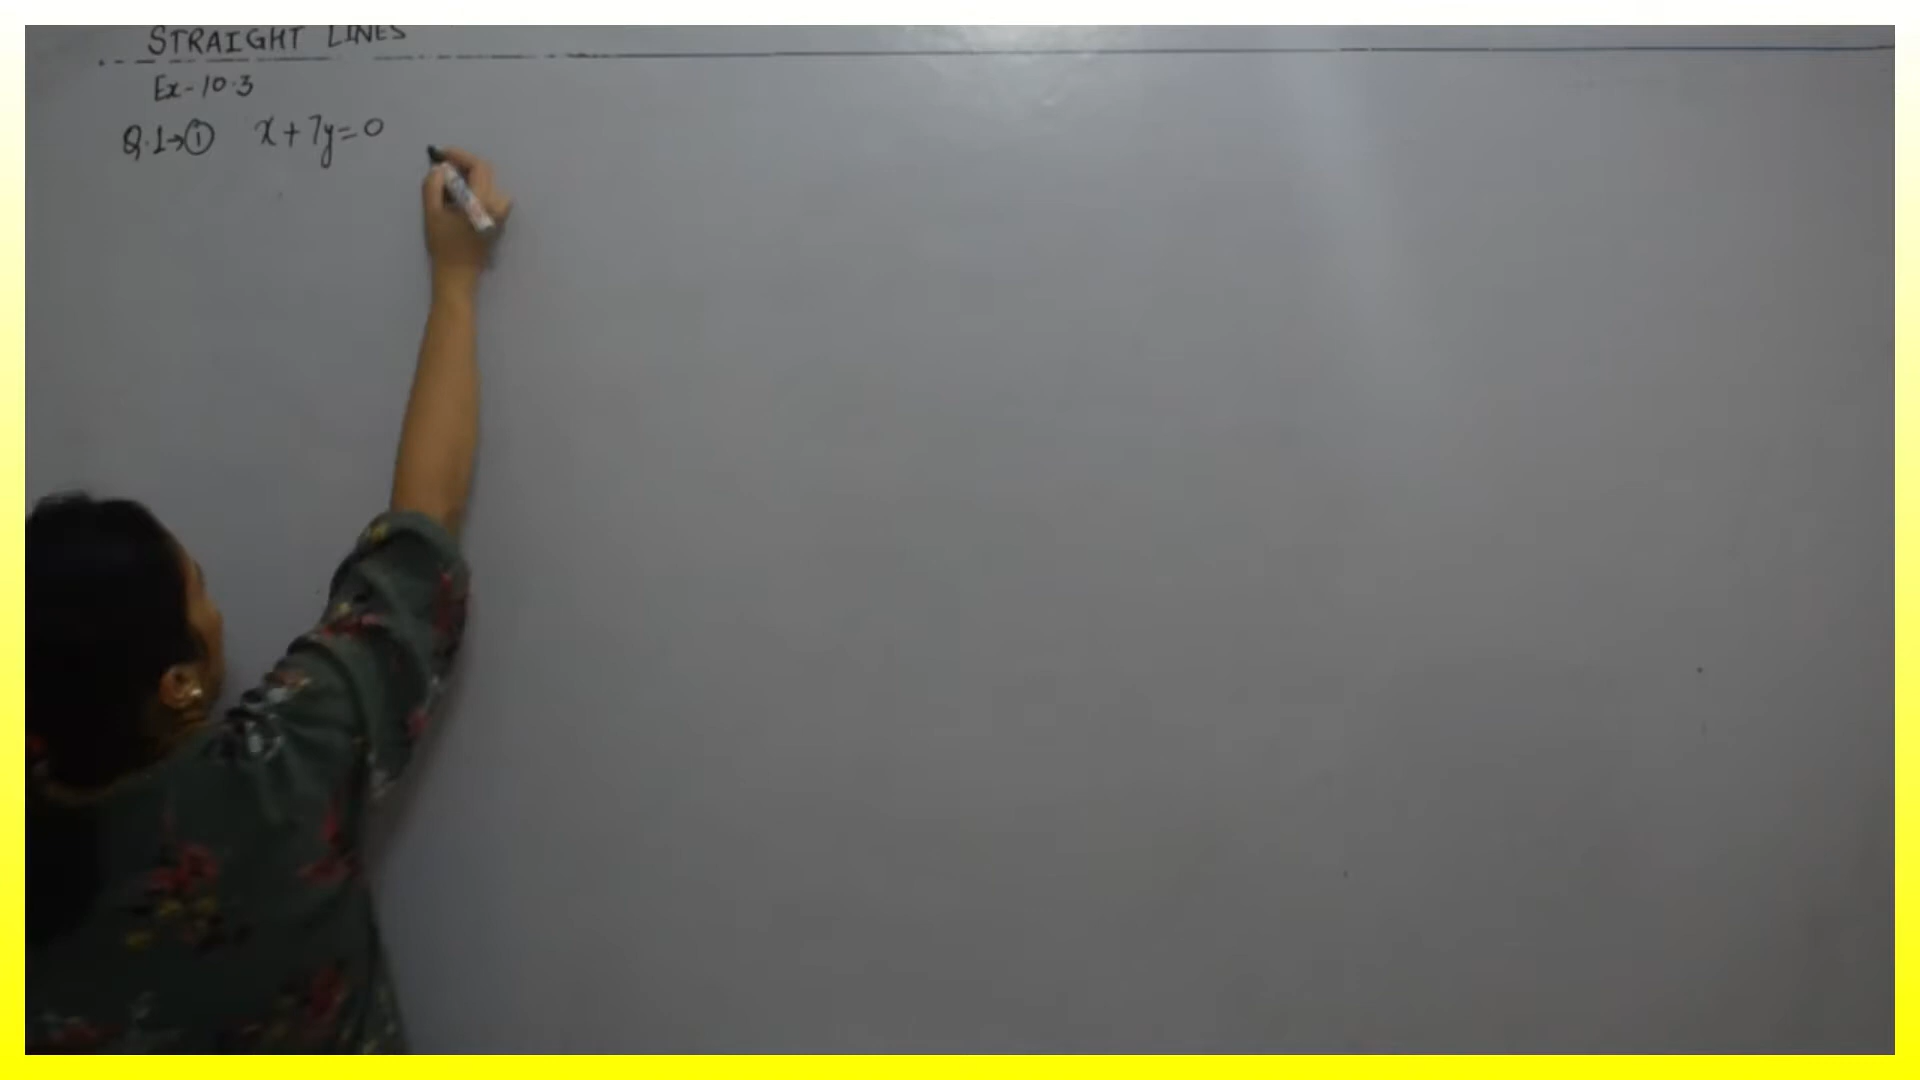 STRAIGHT LINES
Ex-10.3
Q.1→① x+7y=0